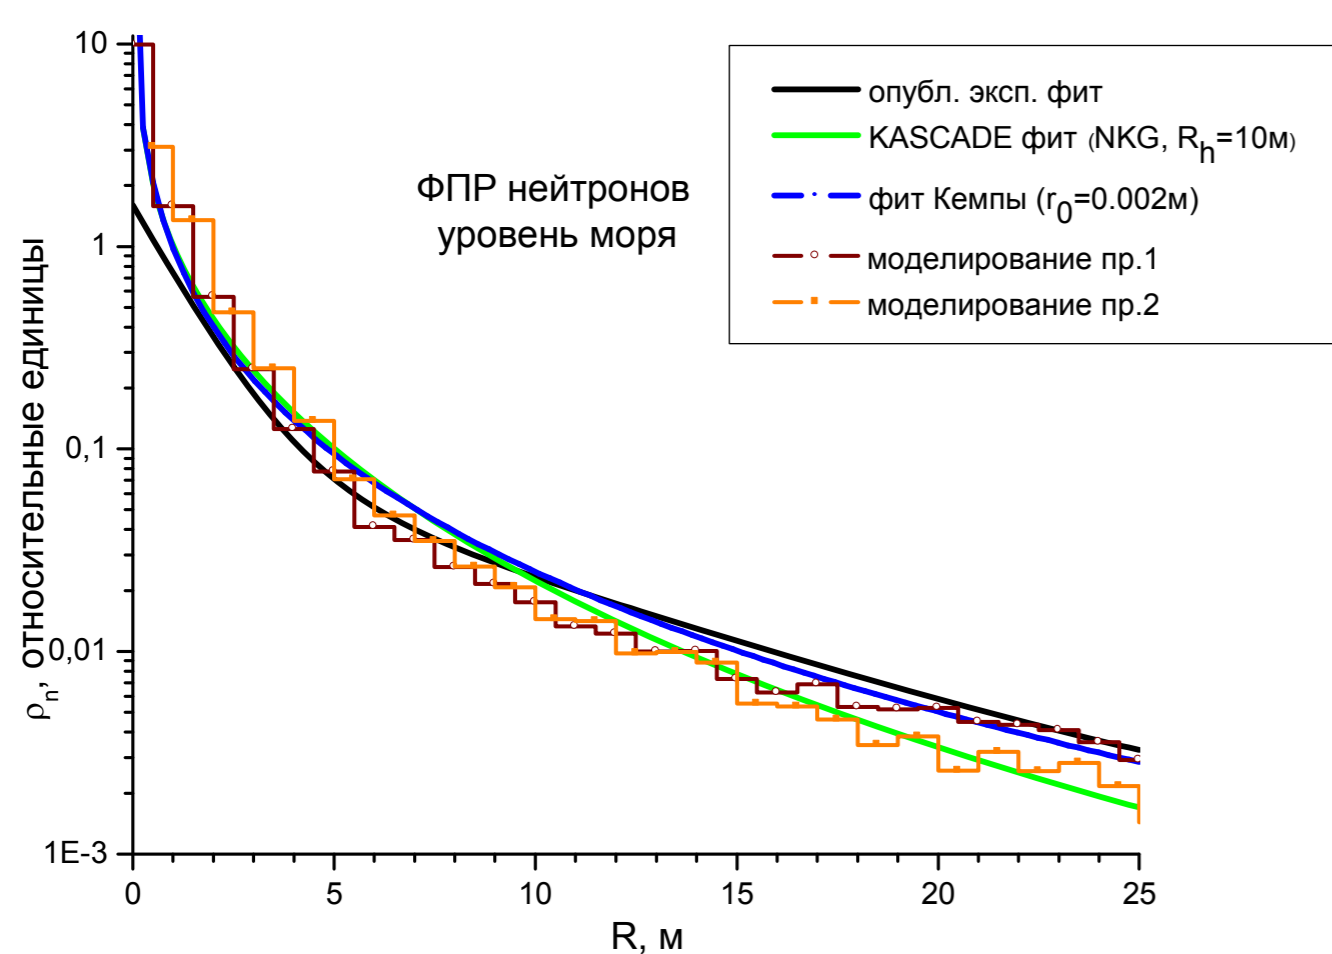 10
1
0,1
0,01
1E-3
0
5
10
15
20
25
R, м
ρn, относительные единицы
ФПР нейтронов
уровень моря
опубл. эксп. фит
KASCADE фит (NKG, Rh=10м)
фит Кемпы (r0=0.002м)
моделирование пр.1
моделирование пр.2